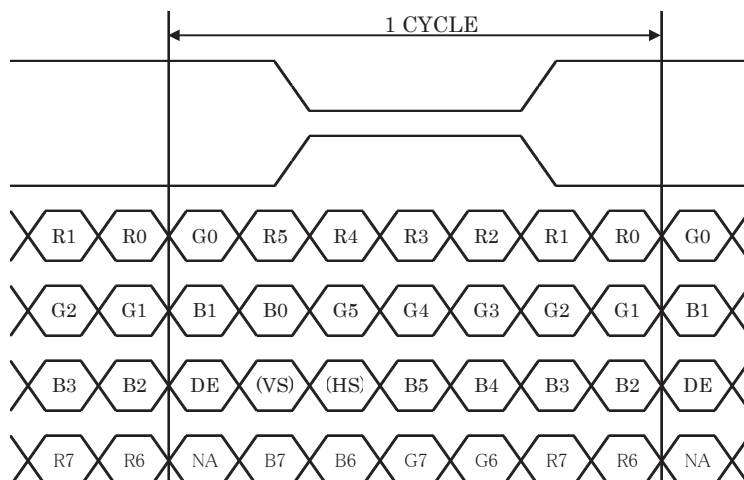 1 CYCLE
R1 R0 G0 R5 R4 R3 R2 R1 R0 G0
G2 G1 B1 B0 G5 G4 G3 G2 G1 B1
B3 B2 DE (VS) (HS) B5 B4 B3 B2 DE
R7 R6 NA B7 B6 G7 G6 R7 R6 NA